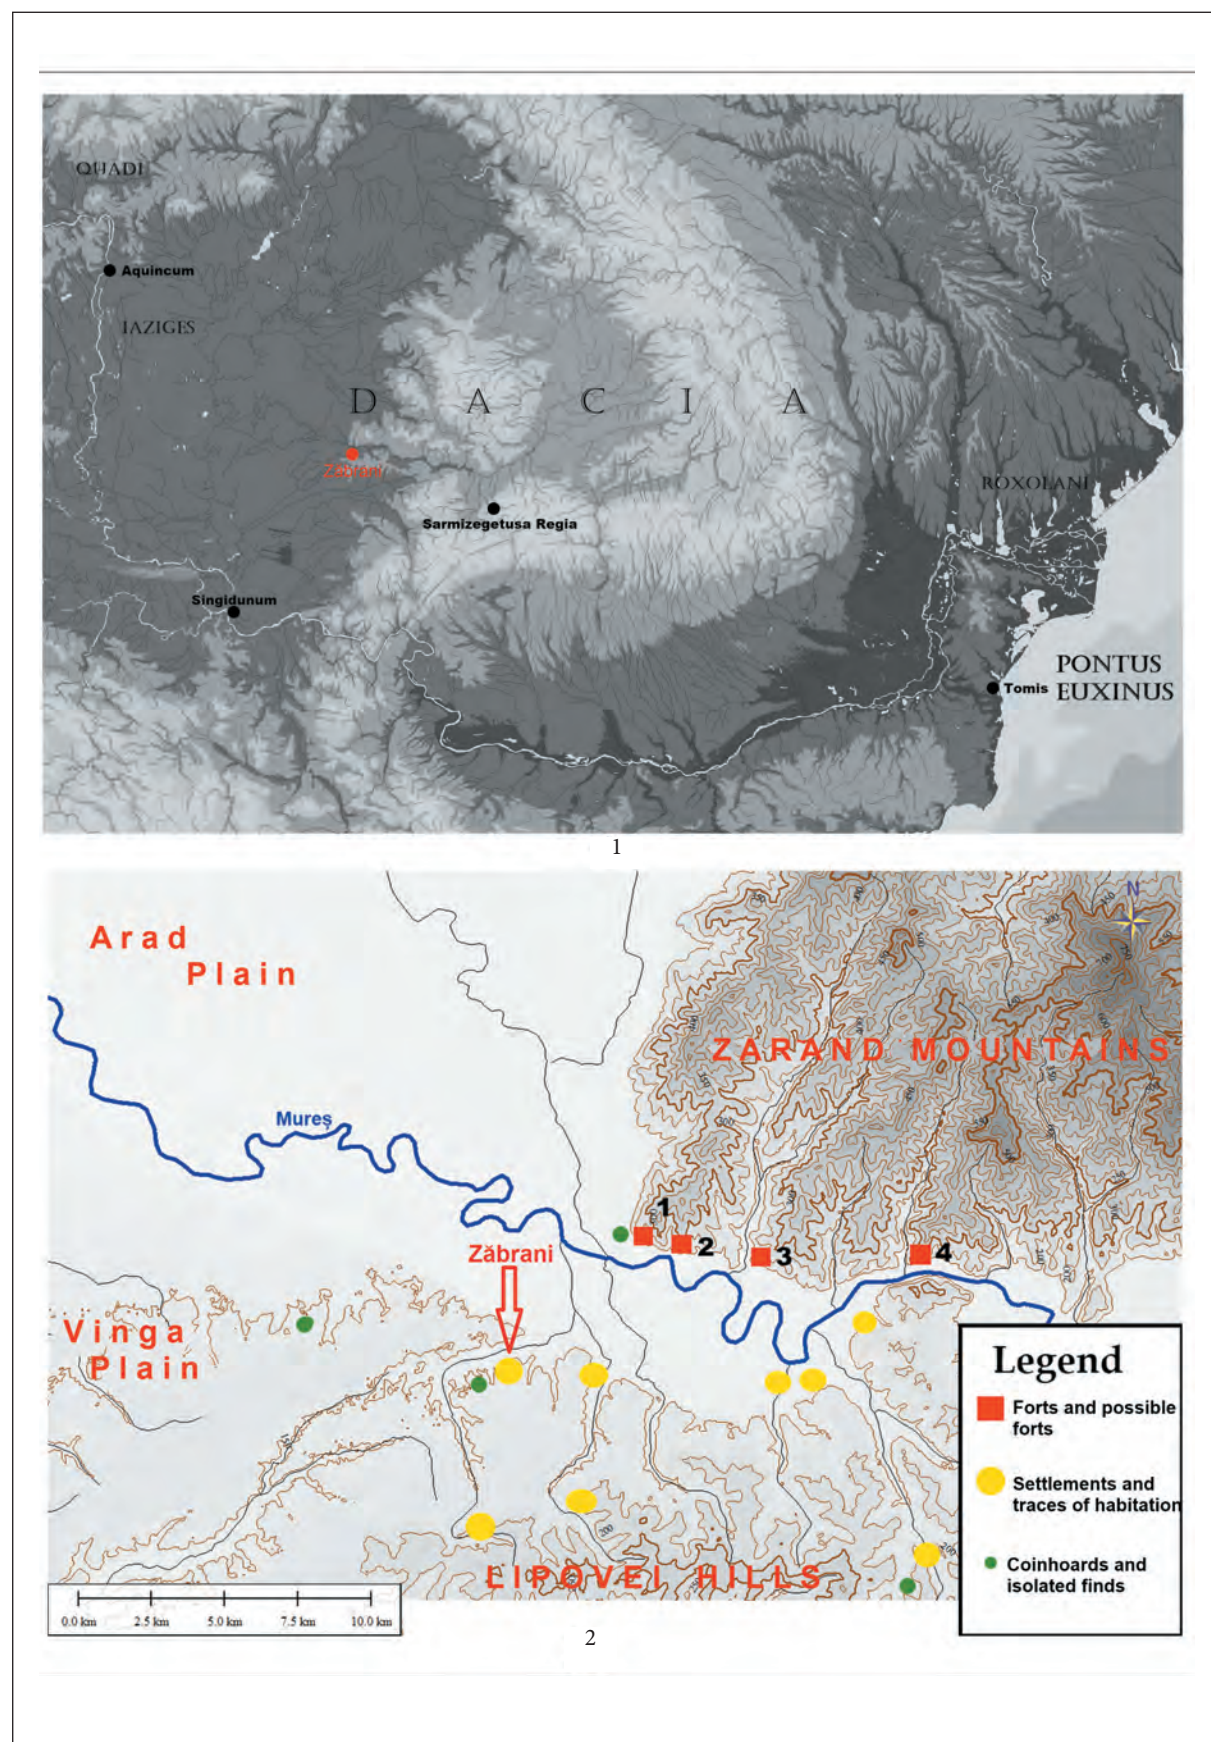 QUADI
Aquincum
IAZIGES
D A C I A
Zăbrani
Sarmizegetusa Regia
ROXOLANI
Singidunum
PONTUS
EUXINUS
Tomis
1
N
Arad
Plain
ZARAND MOUNTAINS
Mureş
1
2
3
4
Zăbrani
Vinga
Plain
LIPOVEI HILLS
Legend
Forts and possible
forts
Settlements and
traces of habitation
Coinhoards and
isolated finds
0.0 km 2.5 km 5.0 km 7.5 km 10.0 km
2